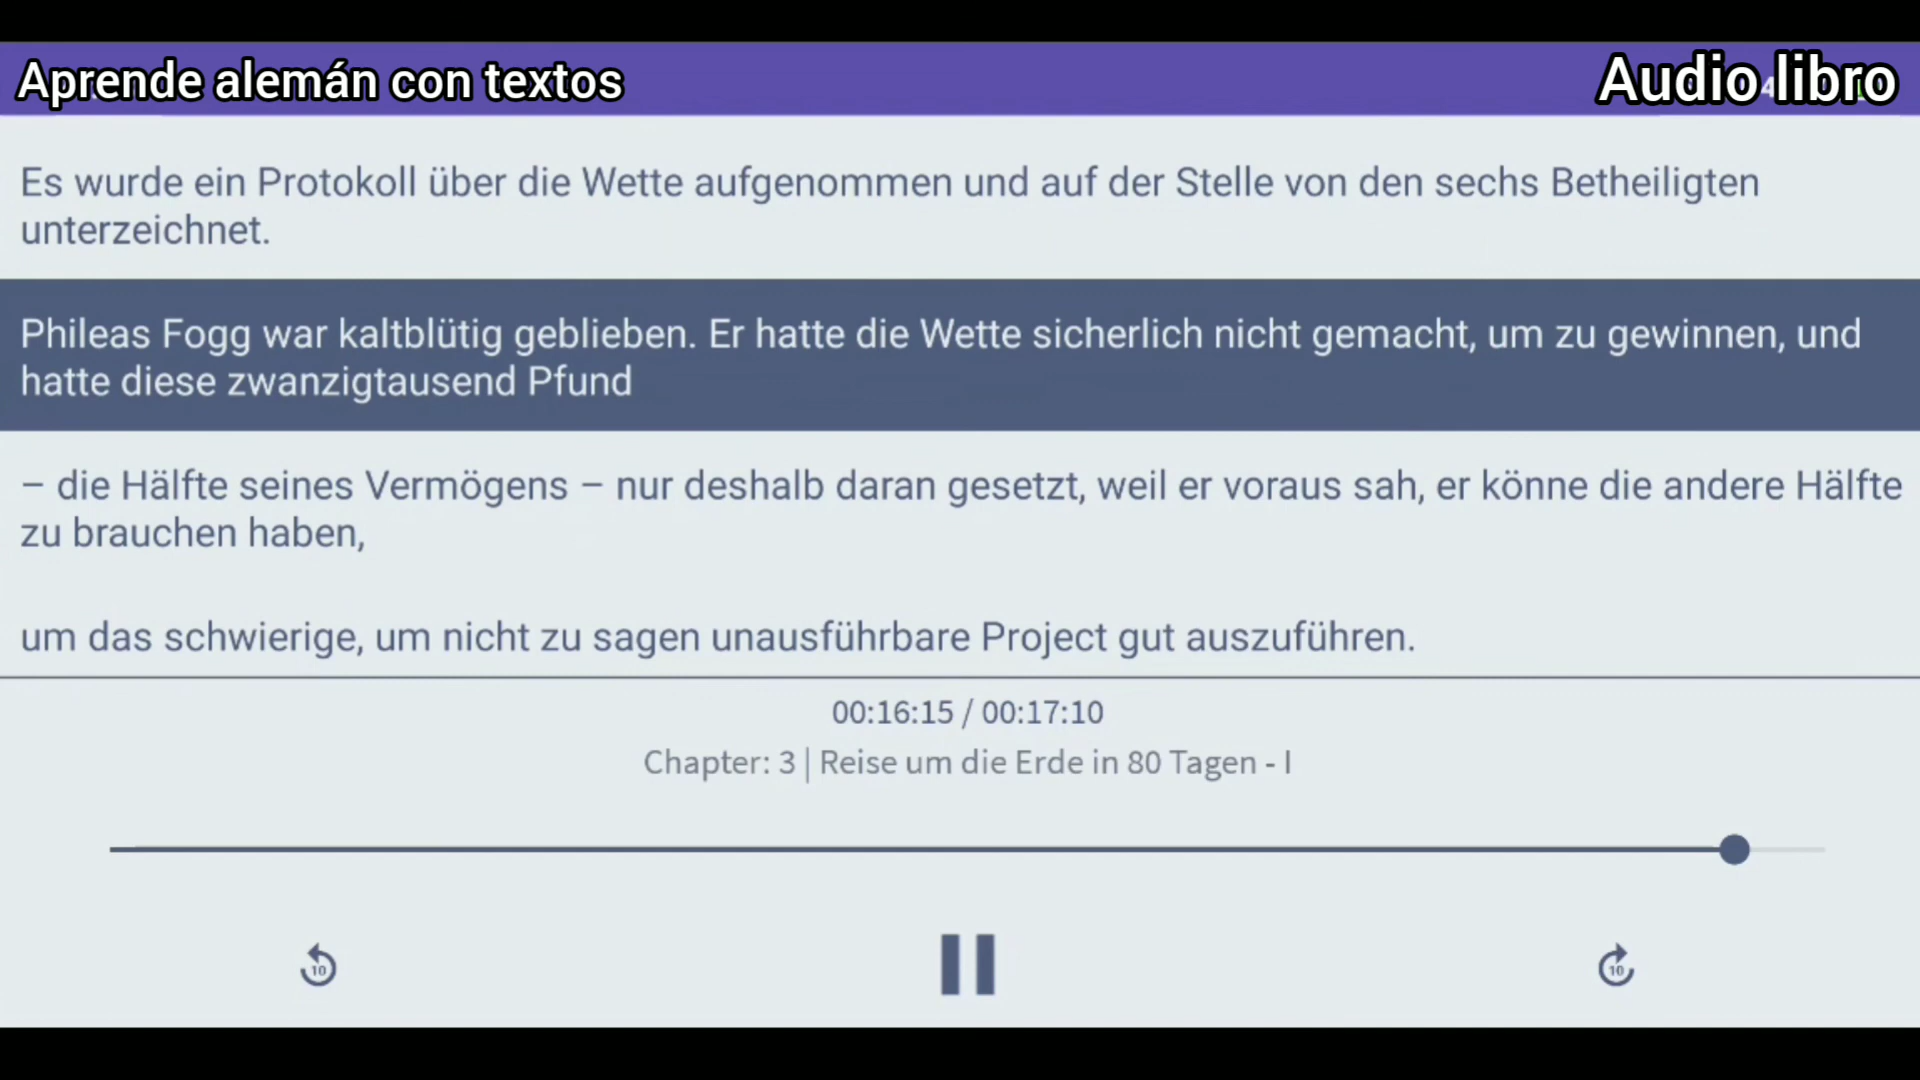 Aprende alemán con textos
Audio libro
Es wurde ein Protokoll über die Wette aufgenommen und auf der Stelle von den sechs Betheiligten
unterzeichnet.
Phileas Fogg war kaltblütig geblieben. Er hatte die Wette sicherlich nicht gemacht, um zu gewinnen, und
hatte diese zwanzigtausend Pfund
– die Hälfte seines Vermögens – nur deshalb daran gesetzt, weil er voraus sah, er könne die andere Hälfte
zu brauchen haben,
um das schwierige, um nicht zu sagen unausführbare Project gut auszuführen.
00:16:15 / 00:17:10
Chapter: 3 | Reise um die Erde in 80 Tagen - I
10
10